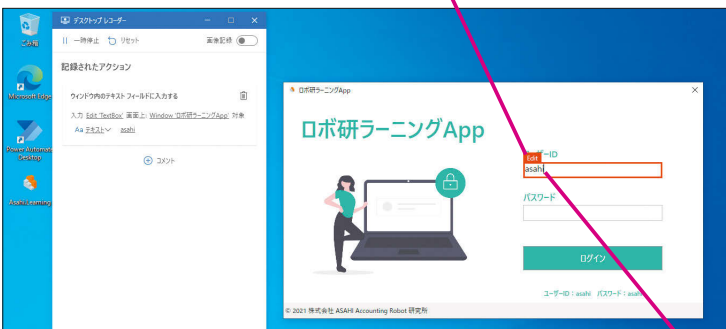 ごみ箱
Microsoft Edge
Power Automate
Desktop
AsahiLearning
デスクトップ レコーダー
一時停止 リセット 画像記録
記録されたアクション
ウィンドウ内のテキスト フィールドに入力する
入力 Edit 'TextBox' 画面上: Window 'ロボ研ラーニングApp' 対象
Aa テキスト asahi
コメント
ロボ研ラーニングApp
ロボ研ラーニングApp
ユーザーID
Edit
asahi
パスワード
ログイン
ユーザーID：asahi パスワード：asahi
© 2021 株式会社 ASAHI Accounting Robot 研究所